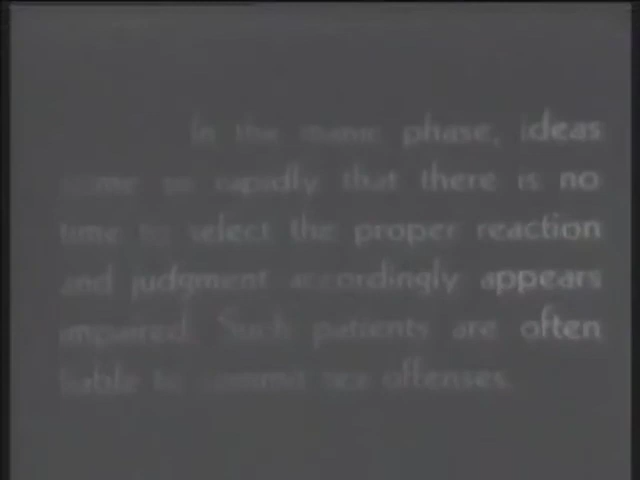 In the manic phase, ideas
come so rapidly that there is no
time to select the proper reaction
and judgment accordingly appears
impaired. Such patients are often
liable to commit sex offenses.